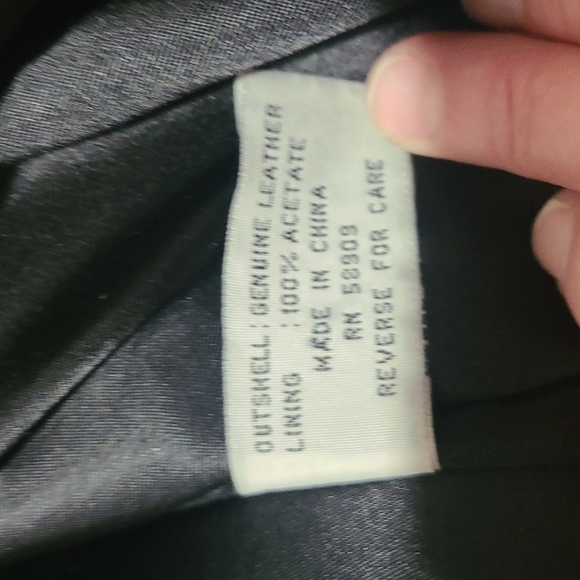 OUTSHELL : GENUINE LEATHER
LINING : 100% ACETATE
MADE IN CHINA
RN 58909
REVERSE FOR CARE